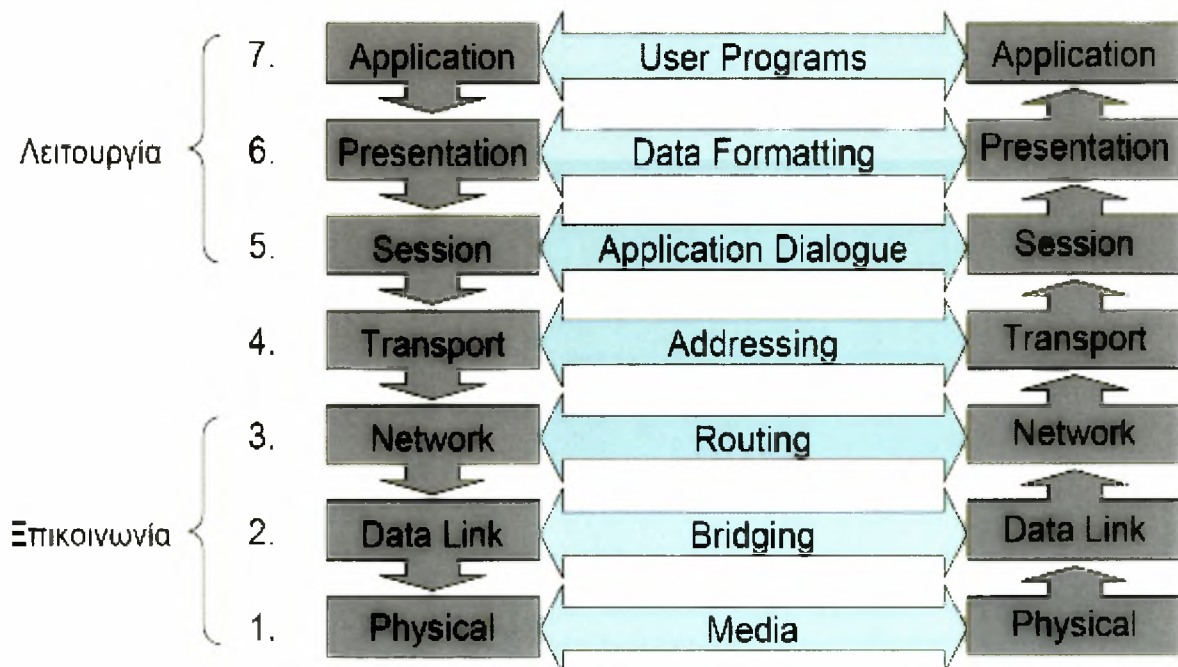 7. Application User Programs Application
Λειτουργία 6. Presentation Data Formatting Presentation
5. Session Application Dialogue Session
4. Transport Addressing Transport
3. Network Routing Network
Επικοινωνία 2. Data Link Bridging Data Link
1. Physical Media Physical